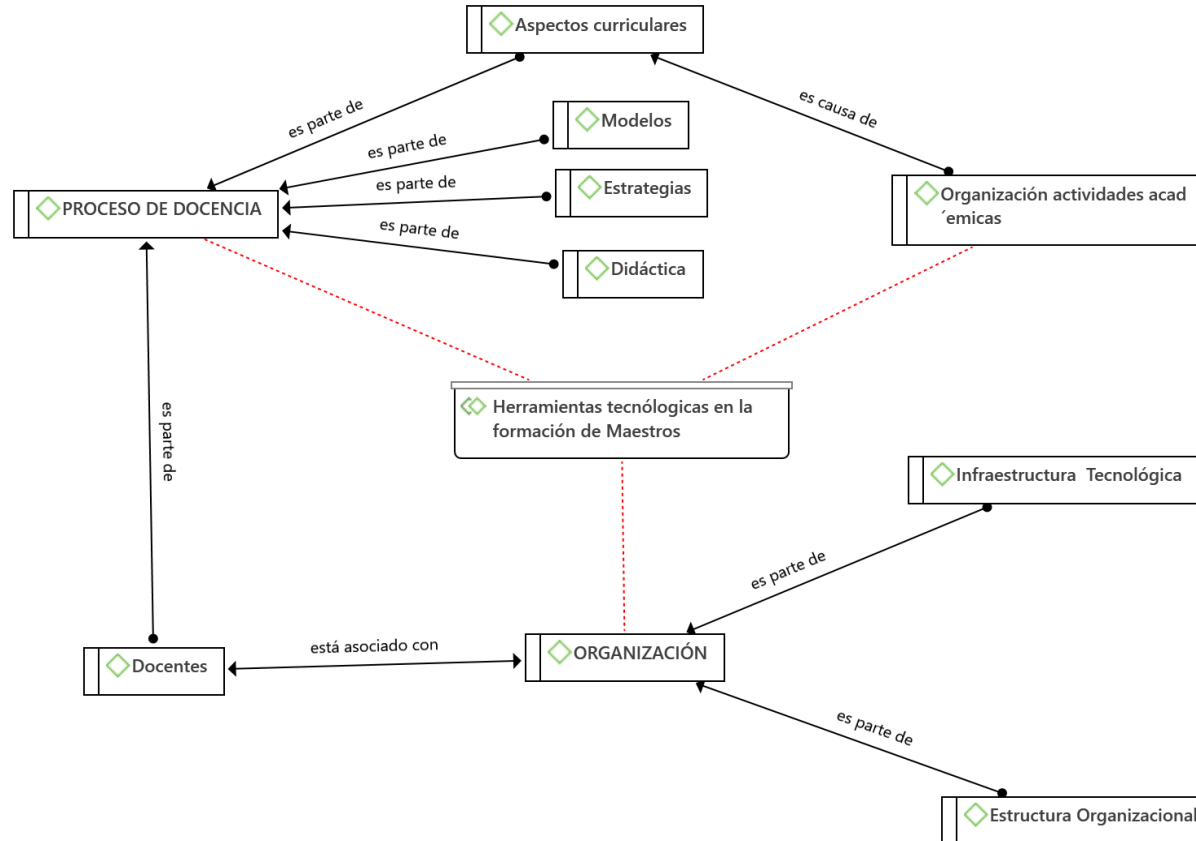 Aspectos curriculares
es parte de
es causa de
Modelos
es parte de
Estrategias
es parte de
PROCESO DE DOCENCIA
Organización actividades acad
´emicas
es parte de
Didáctica
Herramientas tecnólogicas en la
formación de Maestros
es parte de
Infraestructura  Tecnológica
es parte de
Docentes
está asociado con
ORGANIZACIÓN
es parte de
Estructura Organizacional